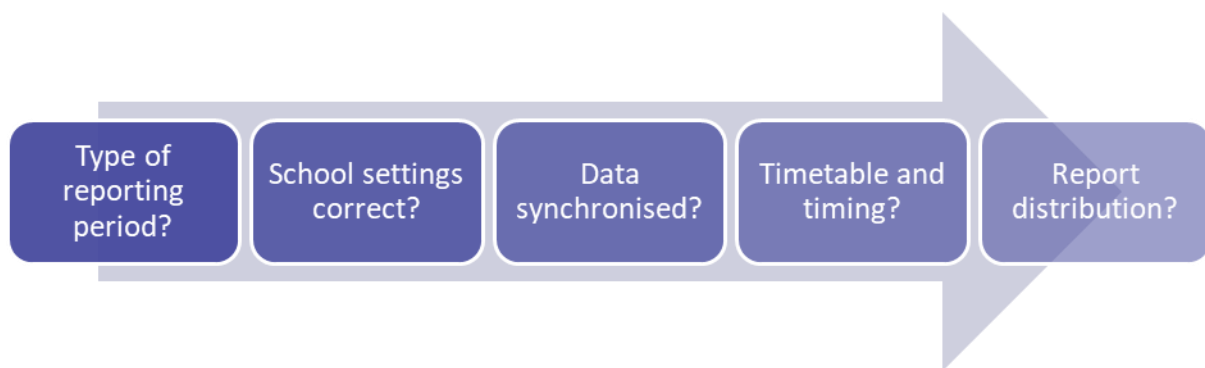 Type of
reporting
period?
School settings
correct?
Data
synchronised?
Timetable and
timing?
Report
distribution?